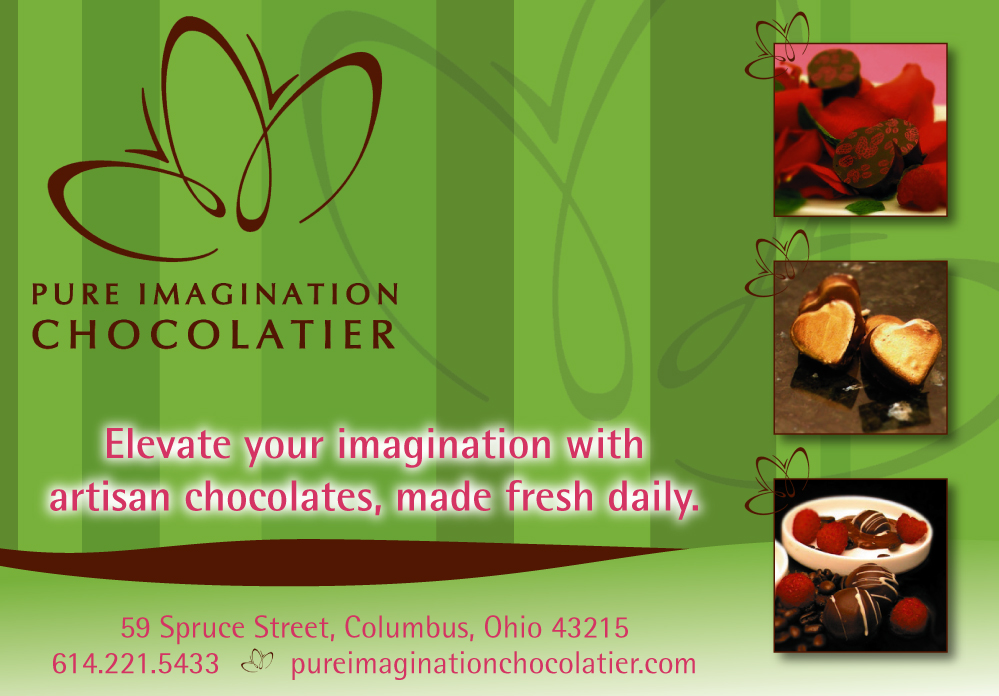 PURE IMAGINATION
CHOCOLATIER
Elevate your imagination with
artisan chocolates, made fresh daily.
59 Spruce Street, Columbus, Ohio 43215
614.221.5433 pureimaginationchocolatier.com